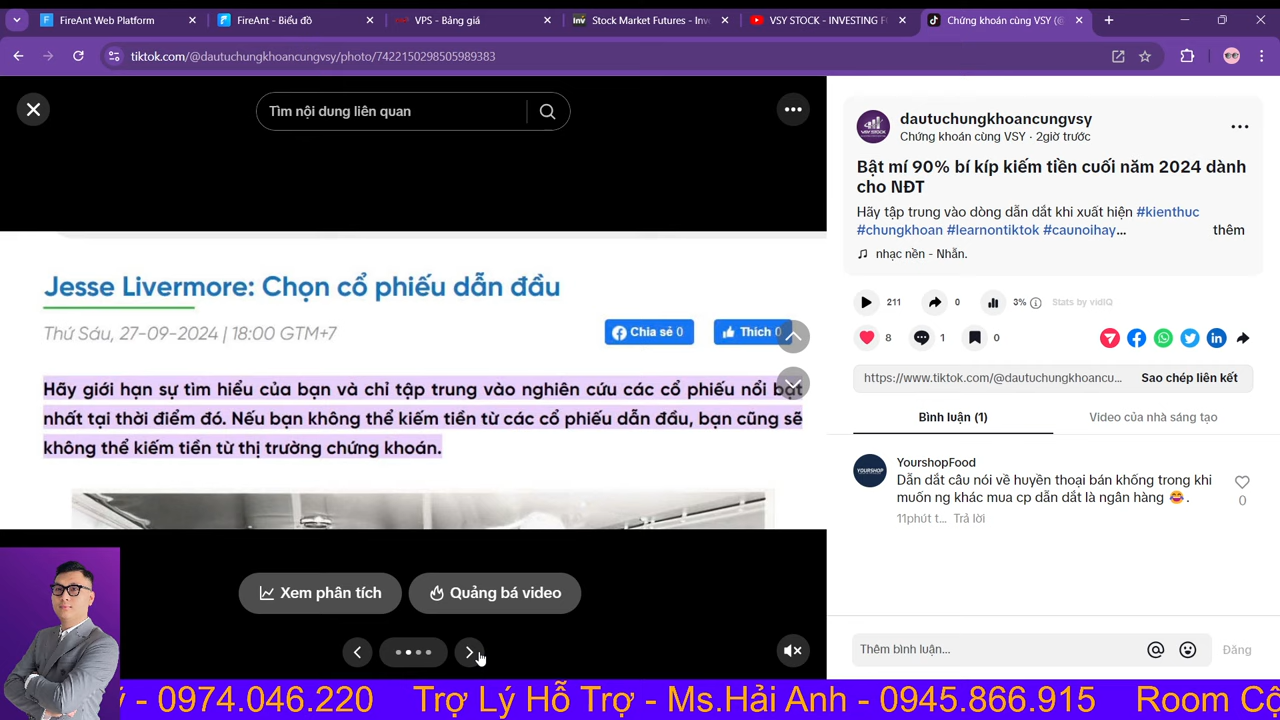 FireAnt Web Platform
FireAnt - Biểu đồ
VPS - Bảng giá
Stock Market Futures - Inve
VSY STOCK - INVESTING F
Chứng khoán cùng VSY (@
tiktok.com/@dautuchungkhoancungvsy/photo/7422150298505989383
Tìm nội dung liên quan
Jesse Livermore: Chọn cổ phiếu dẫn đầu
Thứ Sáu, 27-09-2024 | 18:00 GTM+7
Chia sẻ 0
Thích 0
Hãy giới hạn sự tìm hiểu của bạn và chỉ tập trung vào nghiên cứu các cổ phiếu nổi bật
nhất tại thời điểm đó. Nếu bạn không thể kiếm tiền từ các cổ phiếu dẫn đầu, bạn cũng sẽ
không thể kiếm tiền từ thị trường chứng khoán.
Xem phân tích
Quảng bá video
dautuchungkhoancungvsy
Chứng khoán cùng VSY · 2giờ trước
Bật mí 90% bí kíp kiếm tiền cuối năm 2024 dành
cho NĐT
Hãy tập trung vào dòng dẫn dắt khi xuất hiện #kienthuc
#chungkhoan #learnontiktok #caunoihay... thêm
nhạc nền - Nhẫn.
211 0 3% Stats by vidIQ
8 1 0
https://www.tiktok.com/@dautuchungkhoancu... Sao chép liên kết
Bình luận (1) Video của nhà sáng tạo
YourshopFood
Dẫn dắt câu nói về huyền thoại bán khống trong khi
muốn ng khác mua cp dẫn dắt là ngân hàng 😂.
0
11phút t... Trả lời
Thêm bình luận... Đăng
VSY STOCK
YOURSHOP
ý - 0974.046.220 Trợ Lý Hỗ Trợ - Ms.Hải Anh - 0945.866.915 Room Cộ